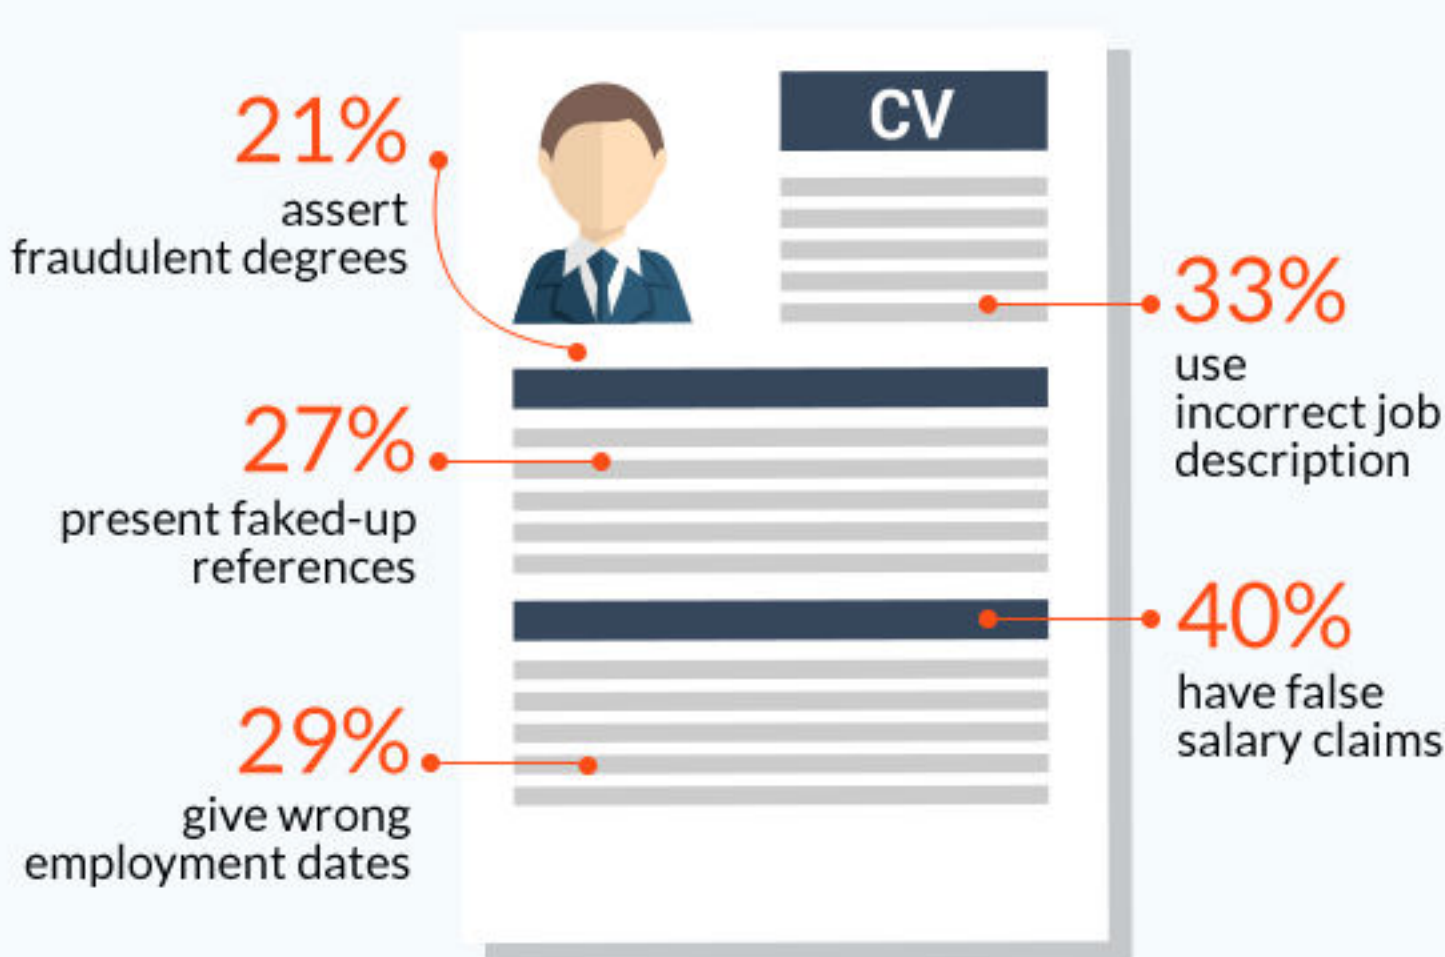 CV
21%
assert
fraudulent degrees
27%
present faked-up
references
29%
give wrong
employment dates
33%
use
incorrect job
description
40%
have false
salary claims